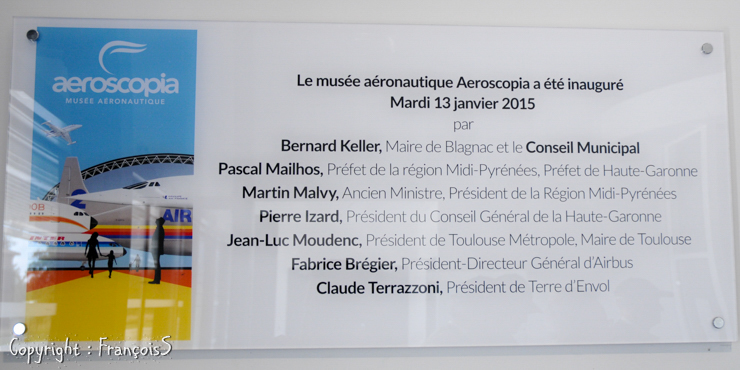 aeroscopia
MUSÉE AÉRONAUTIQUE
AIR
aeroscopia
Le musée aéronautique Aeroscopia a été inauguré
Mardi 13 janvier 2015
par
Bernard Keller, Maire de Blagnac et le Conseil Municipal
Pascal Mailhos, Préfet de la région Midi-Pyrénées, Préfet de Haute-Garonne
Martin Malvy, Ancien Ministre, Président de la Région Midi-Pyrénées
Pierre Izard, Président du Conseil Général de la Haute-Garonne
Jean-Luc Moudenc, Président de Toulouse Métropole, Maire de Toulouse
Fabrice Brégier, Président-Directeur Général d'Airbus
Claude Terrazzoni, Président de Terre d'Envol
Copyright : FrançoisS